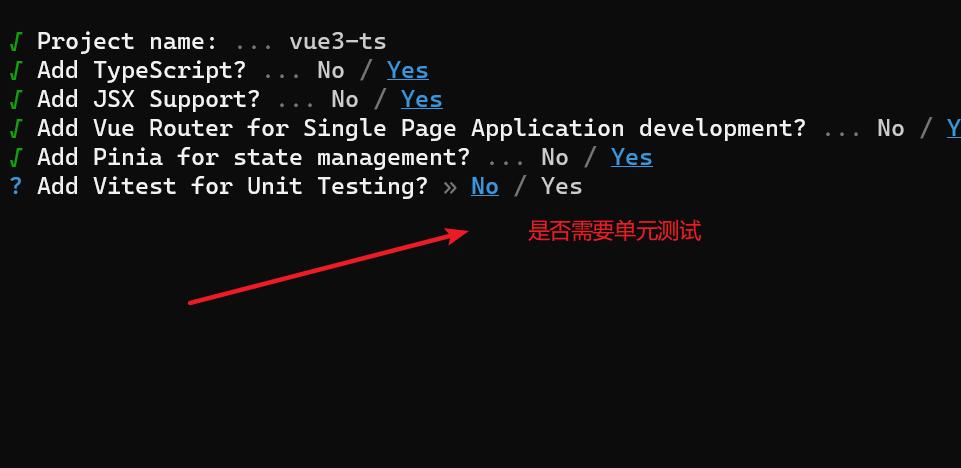 √ Project name: ... vue3-ts
√ Add TypeScript? ... No / Yes
√ Add JSX Support? ... No / Yes
√ Add Vue Router for Single Page Application development? ... No / Y
√ Add Pinia for state management? ... No / Yes
? Add Vitest for Unit Testing? » No / Yes
是否需要单元测试